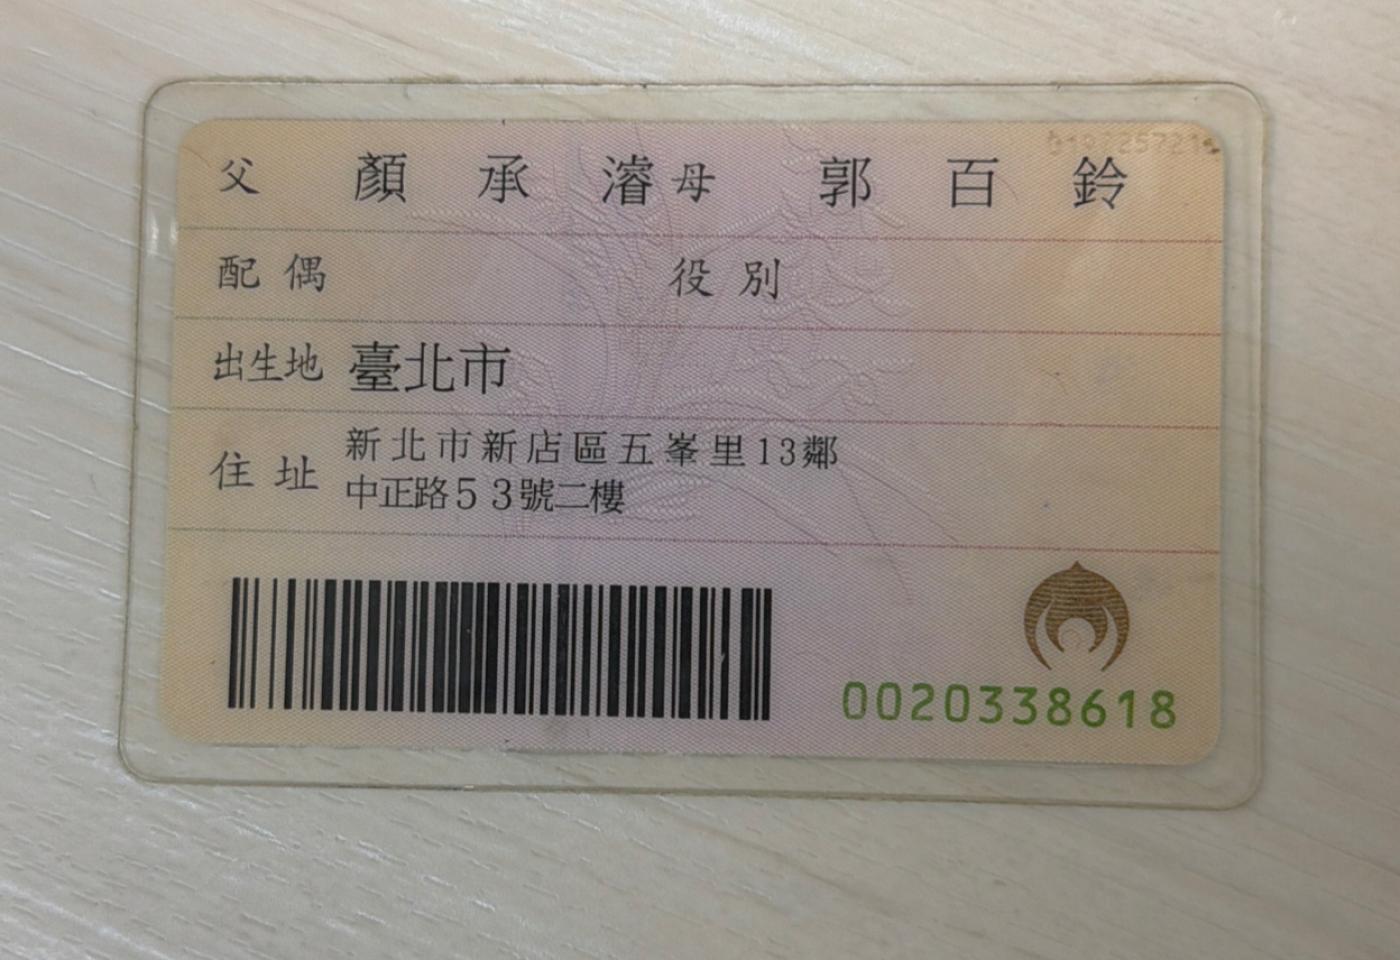 父 顏承濬 母 郭百鈴
配偶 役別
出生地 臺北市
住址 新北市新店區五峯里13鄰
中正路53號二樓
0020338618